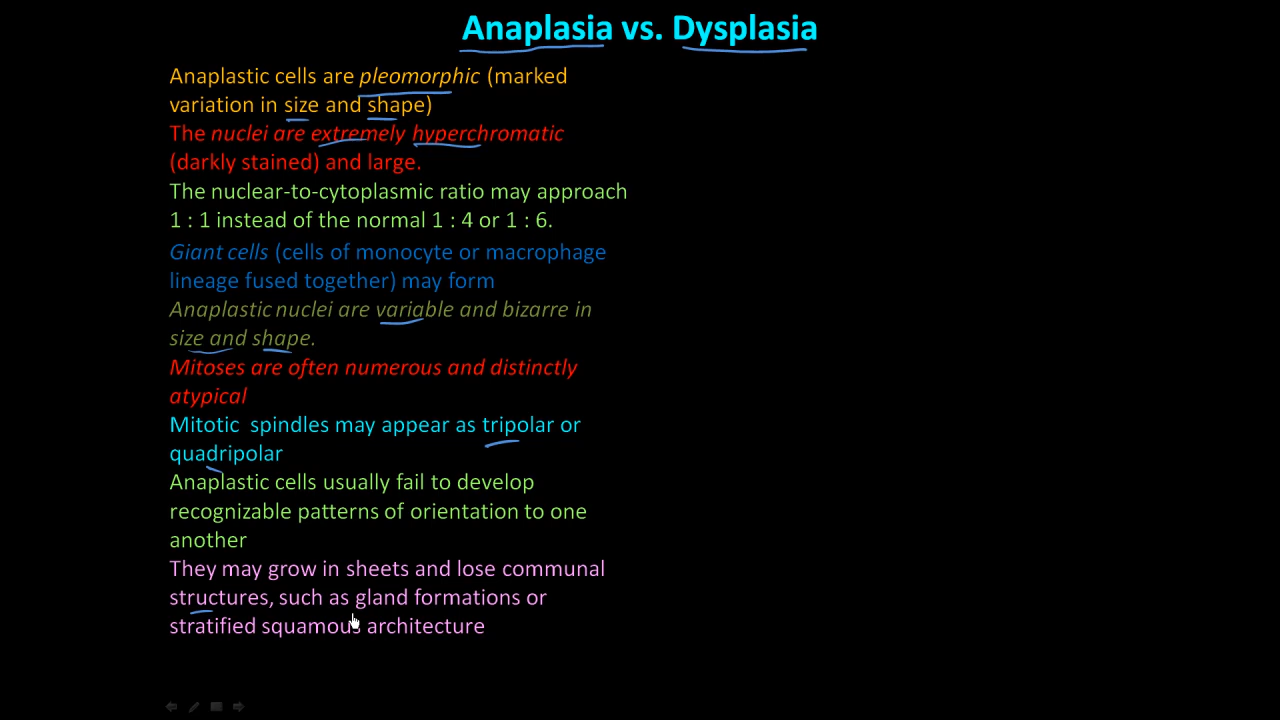 Anaplasia vs. Dysplasia
Anaplastic cells are pleomorphic (marked
variation in size and shape)
The nuclei are extremely hyperchromatic
(darkly stained) and large.
The nuclear-to-cytoplasmic ratio may approach
1 : 1 instead of the normal 1 : 4 or 1 : 6.
Giant cells (cells of monocyte or macrophage
lineage fused together) may form
Anaplastic nuclei are variable and bizarre in
size and shape.
Mitoses are often numerous and distinctly
atypical
Mitotic  spindles may appear as tripolar or
quadripolar
Anaplastic cells usually fail to develop
recognizable patterns of orientation to one
another
They may grow in sheets and lose communal
structures, such as gland formations or
stratified squamous architecture